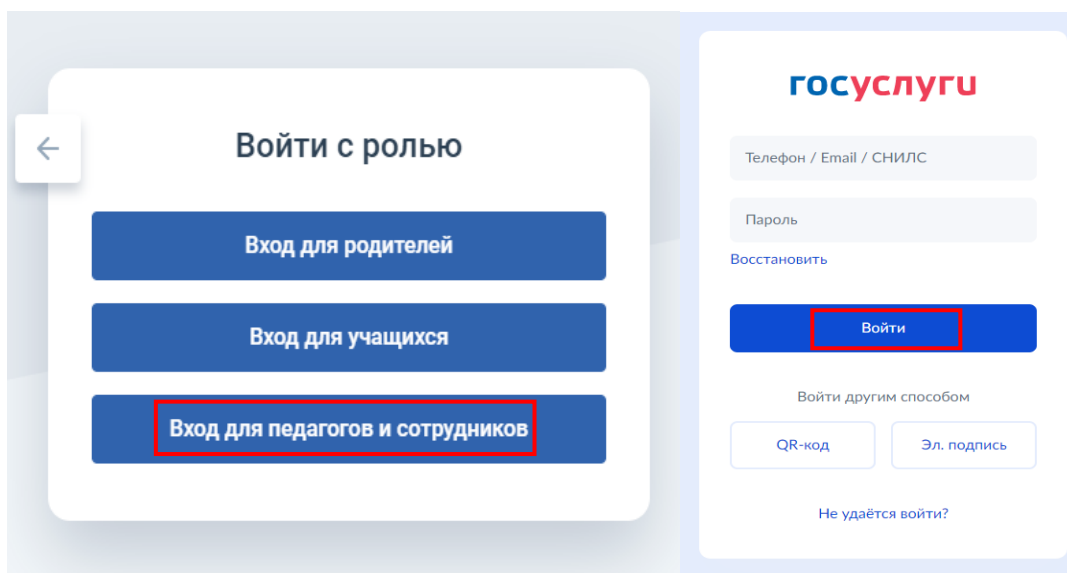 Войти с ролью
Вход для родителей
Вход для учащихся
Вход для педагогов и сотрудников
госуслуги
Телефон / Email / СНИЛС
Пароль
Восстановить
Войти
Войти другим способом
QR-код
Эл. подпись
Не удаётся войти?